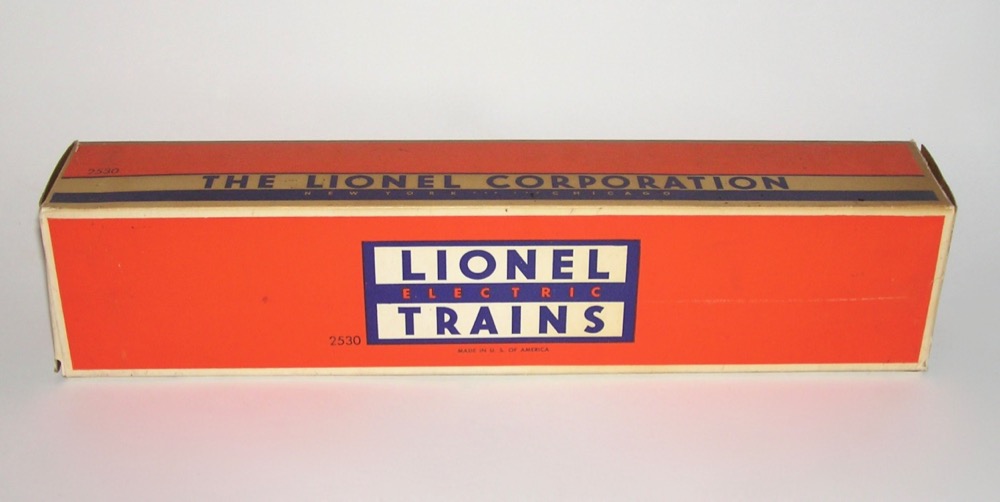 2530
THE LIONEL CORPORATION
NEW YORK CHICAGO
LIONEL
ELECTRIC
TRAINS
2530
MADE IN U. S. OF AMERICA